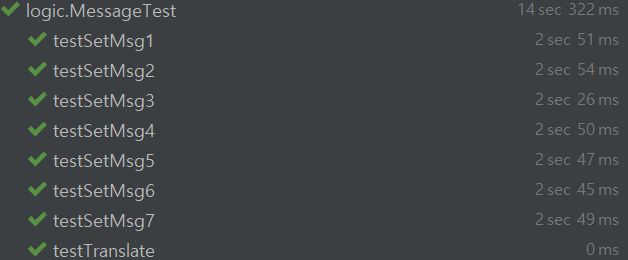 logic.MessageTest 14 sec 322 ms
testSetMsg1 2 sec 51 ms
testSetMsg2 2 sec 54 ms
testSetMsg3 2 sec 26 ms
testSetMsg4 2 sec 50 ms
testSetMsg5 2 sec 47 ms
testSetMsg6 2 sec 45 ms
testSetMsg7 2 sec 49 ms
testTranslate 0 ms